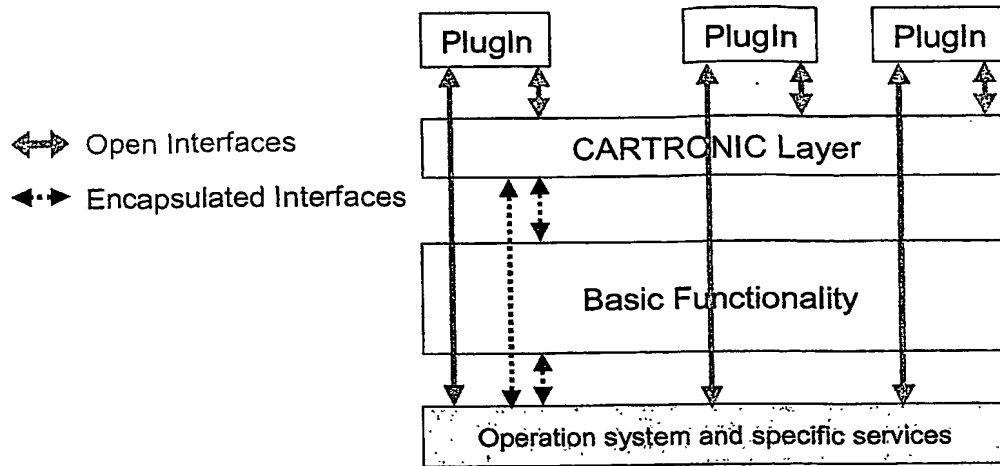 PlugIn
PlugIn
PlugIn
Open Interfaces
CARTRONIC Layer
Encapsulated Interfaces
Basic Functionality
Operation system and specific services